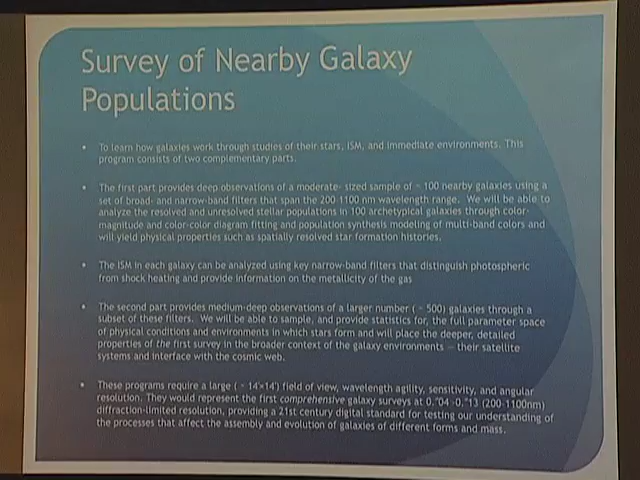 Survey of Nearby Galaxy
Populations
• To learn how galaxies work through studies of their stars, ISM, and immediate environments. This
program consists of two complementary parts.
• The first part provides deep observations of a moderate- sized sample of ~ 100 nearby galaxies using a
set of broad- and narrow-band filters that span the 200-1100 nm wavelength range. We will be able to
analyze the resolved and unresolved stellar populations in 100 archetypical galaxies through color-
magnitude and color-color diagram fitting and population synthesis modeling of multi-band colors and
will yield physical properties such as spatially resolved star formation histories.
• The ISM in each galaxy can be analyzed using key narrow-band filters that distinguish photospheric
from shock heating and provide information on the metallicity of the gas
• The second part provides medium-deep observations of a larger number ( ~ 500) galaxies through a
subset of these filters. We will be able to sample, and provide statistics for, the full parameter space
of physical conditions and environments in which stars form and will place the deeper, detailed
properties of the first survey in the broader context of the galaxy environments – their satellite
systems and interface with the cosmic web.
• These programs require a large ( ~ 14'×14') field of view, wavelength agility, sensitivity, and angular
resolution. They would represent the first comprehensive galaxy surveys at 0."04 -0."13 (200-1100nm)
diffraction-limited resolution, providing a 21st century digital standard for testing our understanding of
the processes that affect the assembly and evolution of galaxies of different forms and mass.